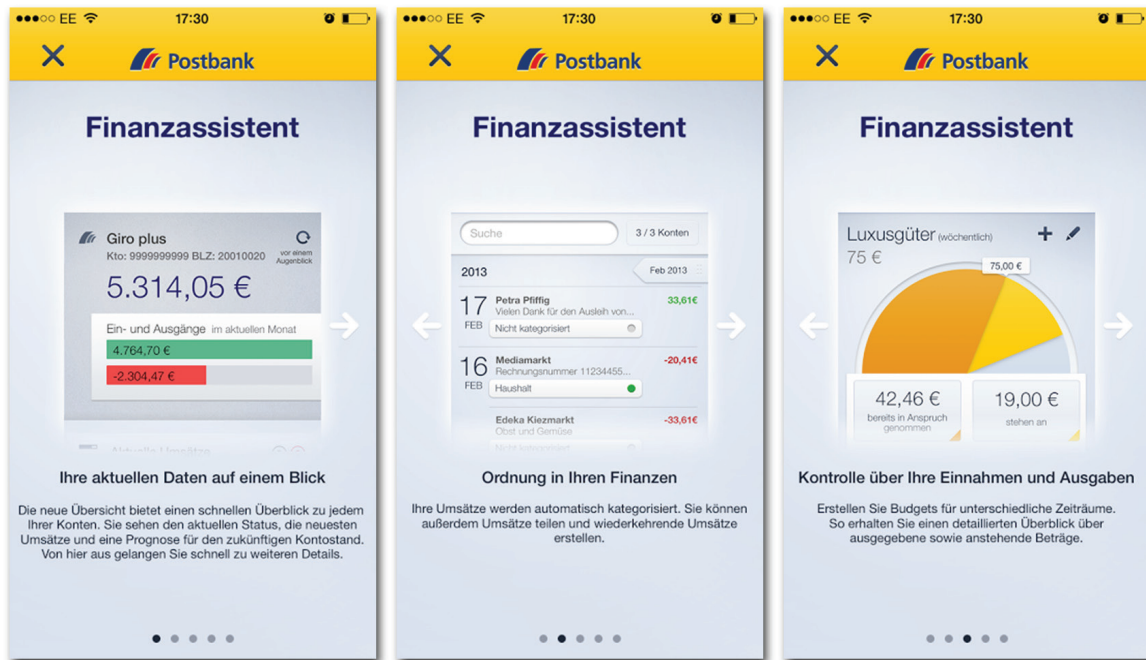 EE 17:30
Postbank
Finanzassistent
Giro plus
Kto: 9999999999 BLZ: 20010020
vor einem
Augenblick
5.314,05 €
Ein- und Ausgänge im aktuellen Monat
4.764,70 €
-2.304,47 €
Aktuelle Umsätze
Ihre aktuellen Daten auf einem Blick
Die neue Übersicht bietet einen schnellen Überblick zu jedem
Ihrer Konten. Sie sehen den aktuellen Status, die neuesten
Umsätze und eine Prognose für den zukünftigen Kontostand.
Von hier aus gelangen Sie schnell zu weiteren Details.
EE 17:30
Postbank
Finanzassistent
Suche 3 / 3 Konten
2013 Feb 2013
17 FEB
Petra Pfiffig 33,61€
Vielen Dank für den Ausleih von...
Nicht kategorisiert
16 FEB
Mediamarkt -20,41€
Rechnungsnummer 11234455...
Haushalt
Edeka Kiezmarkt -33,61€
Obst und Gemüse
Nicht kategorisiert
Ordnung in Ihren Finanzen
Ihre Umsätze werden automatisch kategorisiert. Sie können
außerdem Umsätze teilen und wiederkehrende Umsätze
erstellen.
EE 17:30
Postbank
Finanzassistent
Luxusgüter (wöchentlich)
75 €
75,00 €
42,46 €
bereits in Anspruch
genommen
19,00 €
stehen an
Kontrolle über Ihre Einnahmen und Ausgaben
Erstellen Sie Budgets für unterschiedliche Zeiträume.
So erhalten Sie einen detaillierten Überblick über
ausgegebene sowie anstehende Beträge.